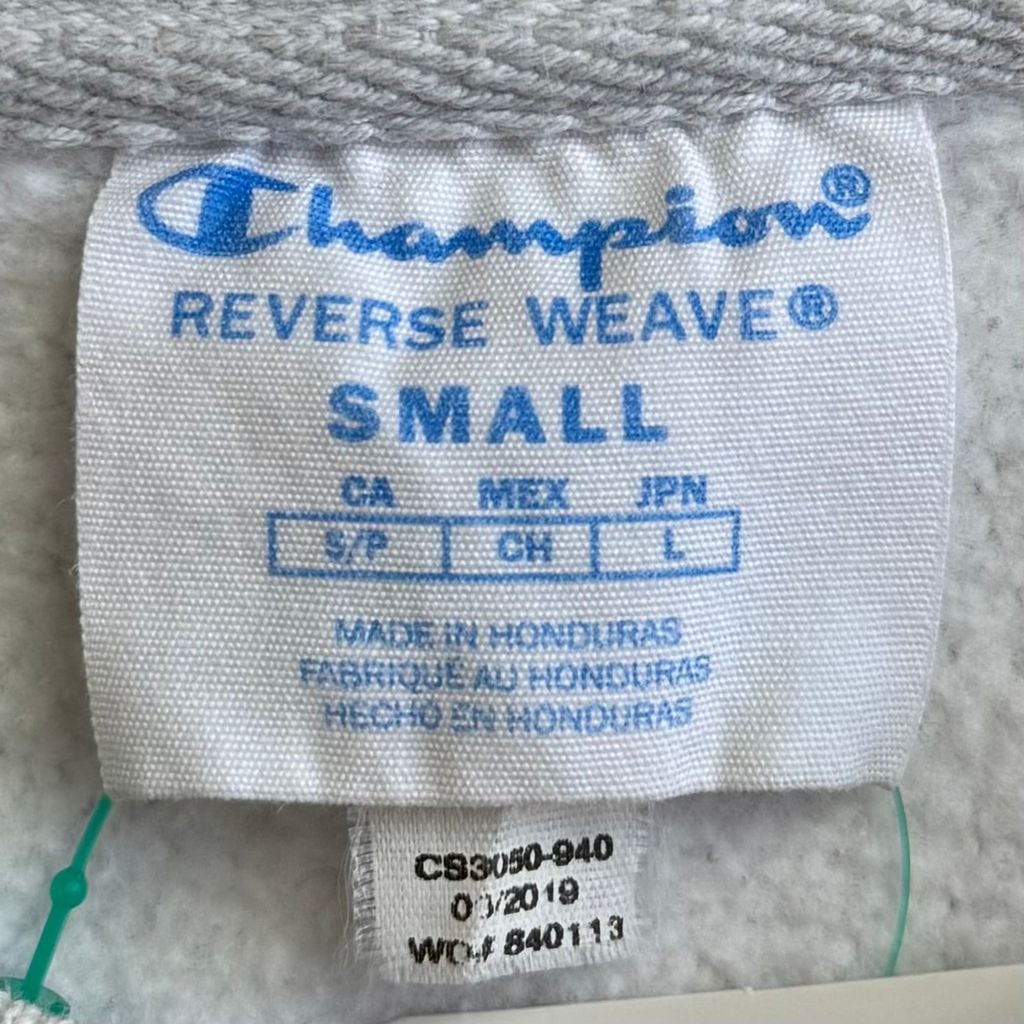 Champion®
REVERSE WEAVE®
SMALL
CA MEX JPN
S/P CH L
MADE IN HONDURAS
FABRIQUE AU HONDURAS
HECHO EN HONDURAS
CS3050-940
840113